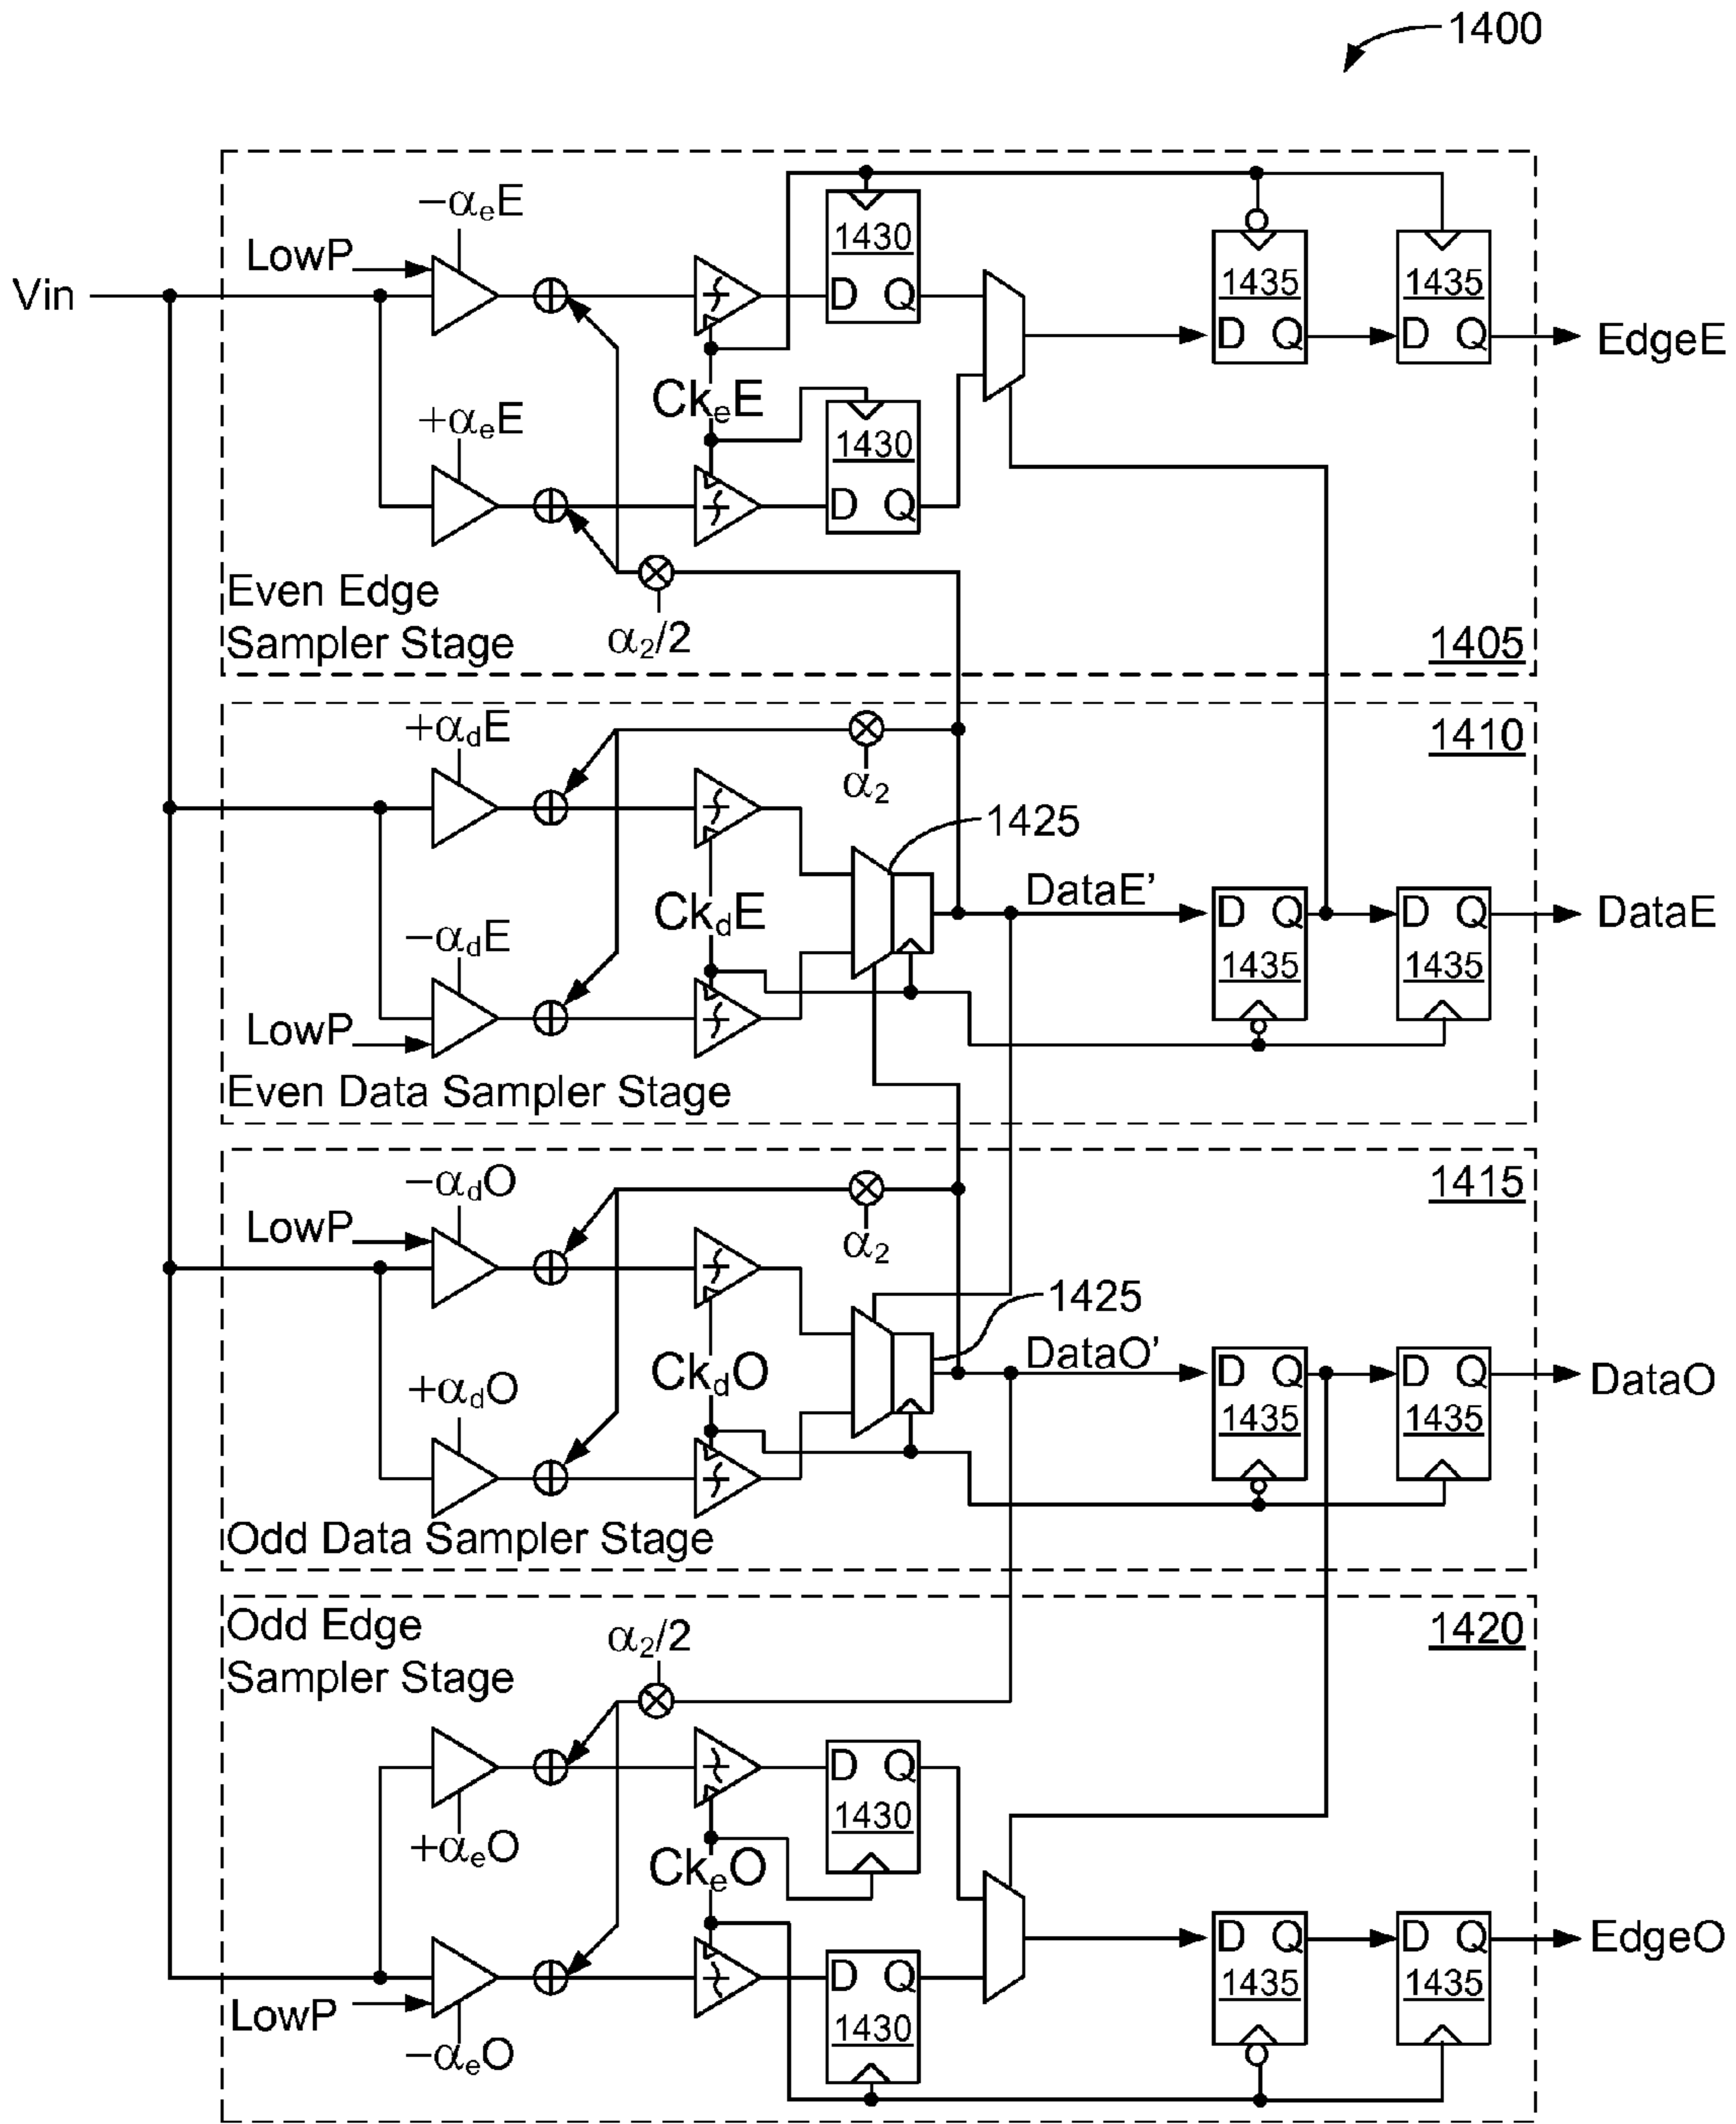 1400
−αeE
LowP
Vin
1430
D Q
1435
D Q
1435
D Q
EdgeE
CkeE
+αeE
1430
D Q
Even Edge
Sampler Stage
α2/2
1405
+αdE
1410
α2
1425
CkdE
DataE’
D Q
1435
D Q
1435
DataE
−αdE
LowP
Even Data Sampler Stage
−αdO
1415
LowP
α2
1425
CkdO
DataO’
D Q
1435
D Q
1435
DataO
+αdO
Odd Data Sampler Stage
Odd Edge
Sampler Stage
α2/2
1420
D Q
1430
+αeO
CkeO
D Q
1435
D Q
1435
EdgeO
D Q
1430
LowP
−αeO